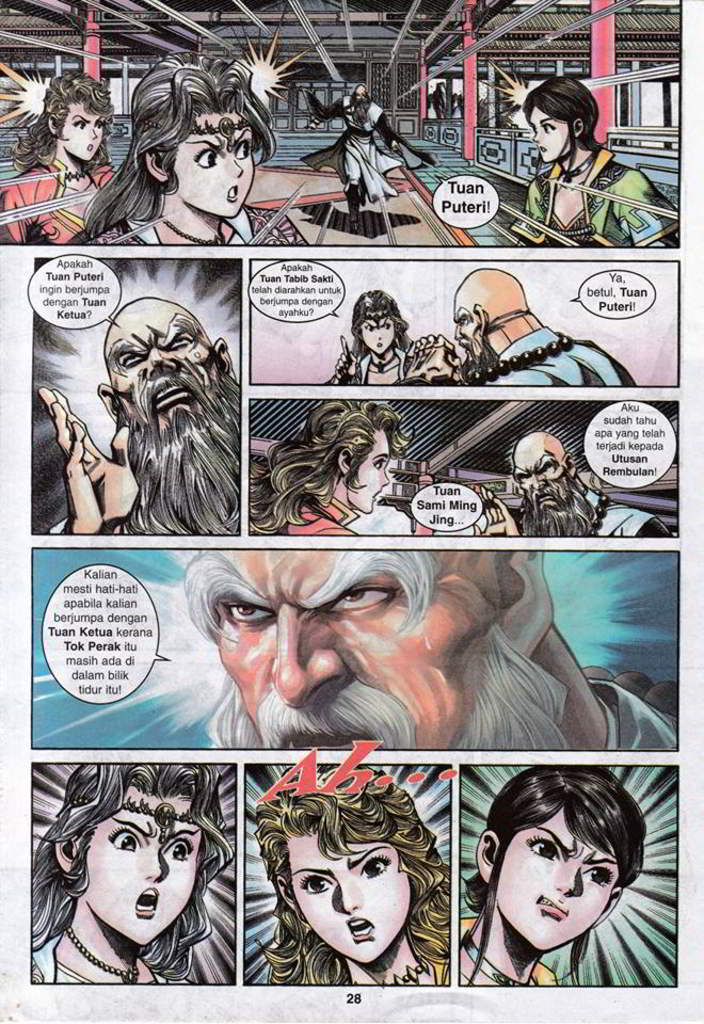 Tuan
Puteri!
Apakah
Tuan Puteri
ingin berjumpa
dengan Tuan
Ketua?
Apakah
Tuan Tabib Sakti
telah diarahkan untuk
berjumpa dengan
ayahku?
Ya,
betul, Tuan
Puteri!
Tuan
Sami Ming
Jing...
Aku
sudah tahu
apa yang telah
terjadi kepada
Utusan
Rembulan!
Kalian
mesti hati-hati
apabila kalian
berjumpa dengan
Tuan Ketua kerana
Tok Perak itu
masih ada di
dalam bilik
tidur itu!
Ah...
28